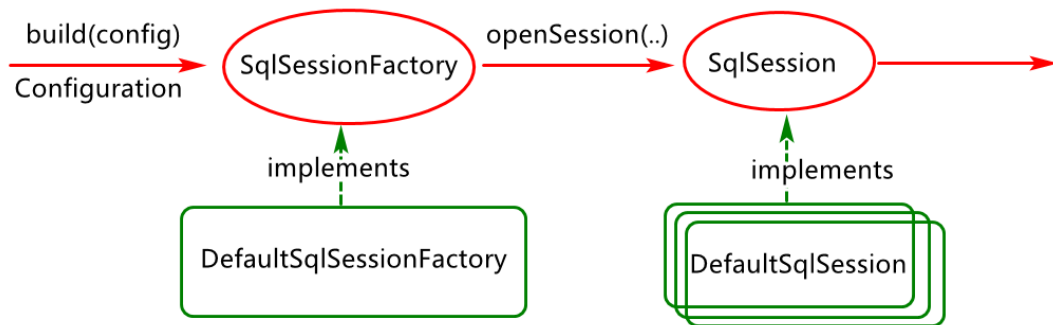 build(config)
Configuration
SqlSessionFactory
openSession(..)
SqlSession
implements
implements
DefaultSqlSessionFactory
DefaultSqlSession